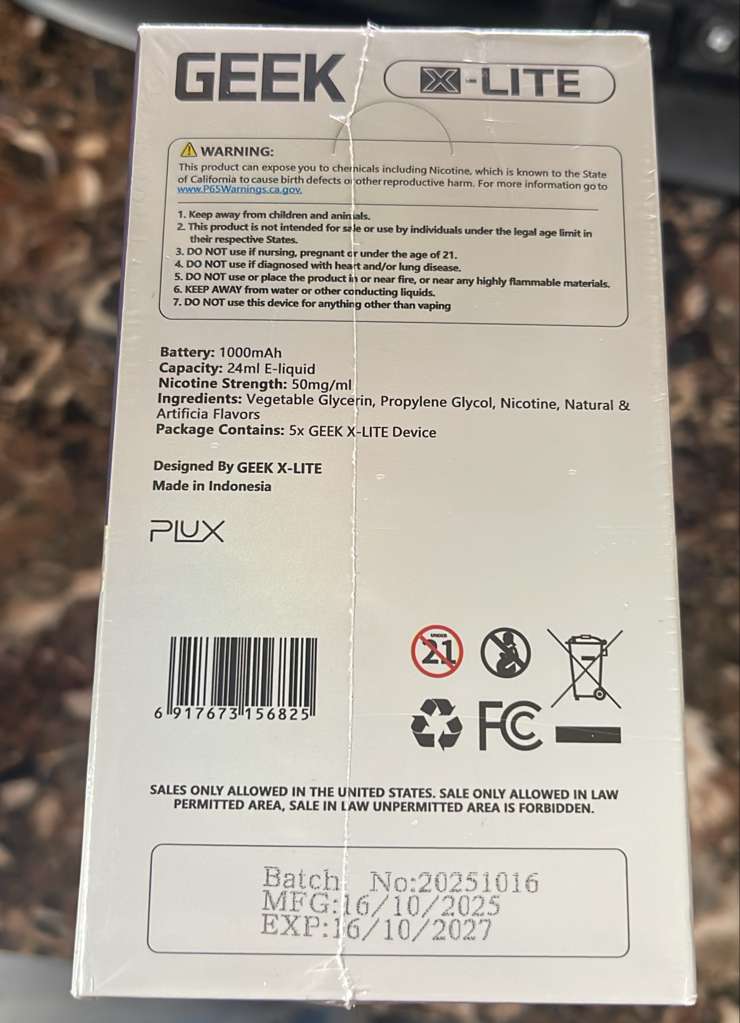 GEEK X-LITE
⚠ WARNING:
This product can expose you to chemicals including Nicotine, which is known to the State
of California to cause birth defects or other reproductive harm. For more information go to
www.P65Warnings.ca.gov.
1. Keep away from children and animals.
2. This product is not intended for sale or use by individuals under the legal age limit in
their respective States.
3. DO NOT use if nursing, pregnant or under the age of 21.
4. DO NOT use if diagnosed with heart and/or lung disease.
5. DO NOT use or place the product in or near fire, or near any highly flammable materials.
6. KEEP AWAY from water or other conducting liquids.
7. DO NOT use this device for anything other than vaping
Battery: 1000mAh
Capacity: 24ml E-liquid
Nicotine Strength: 50mg/ml
Ingredients: Vegetable Glycerin, Propylene Glycol, Nicotine, Natural &
Artificia Flavors
Package Contains: 5x GEEK X-LITE Device
Designed By GEEK X-LITE
Made in Indonesia
PLUX
UNDER
21
6 917673 156825
FC
SALES ONLY ALLOWED IN THE UNITED STATES. SALE ONLY ALLOWED IN LAW
PERMITTED AREA, SALE IN LAW UNPERMITTED AREA IS FORBIDDEN.
Batch No:20251016
MFG:16/10/2025
EXP:16/10/2027